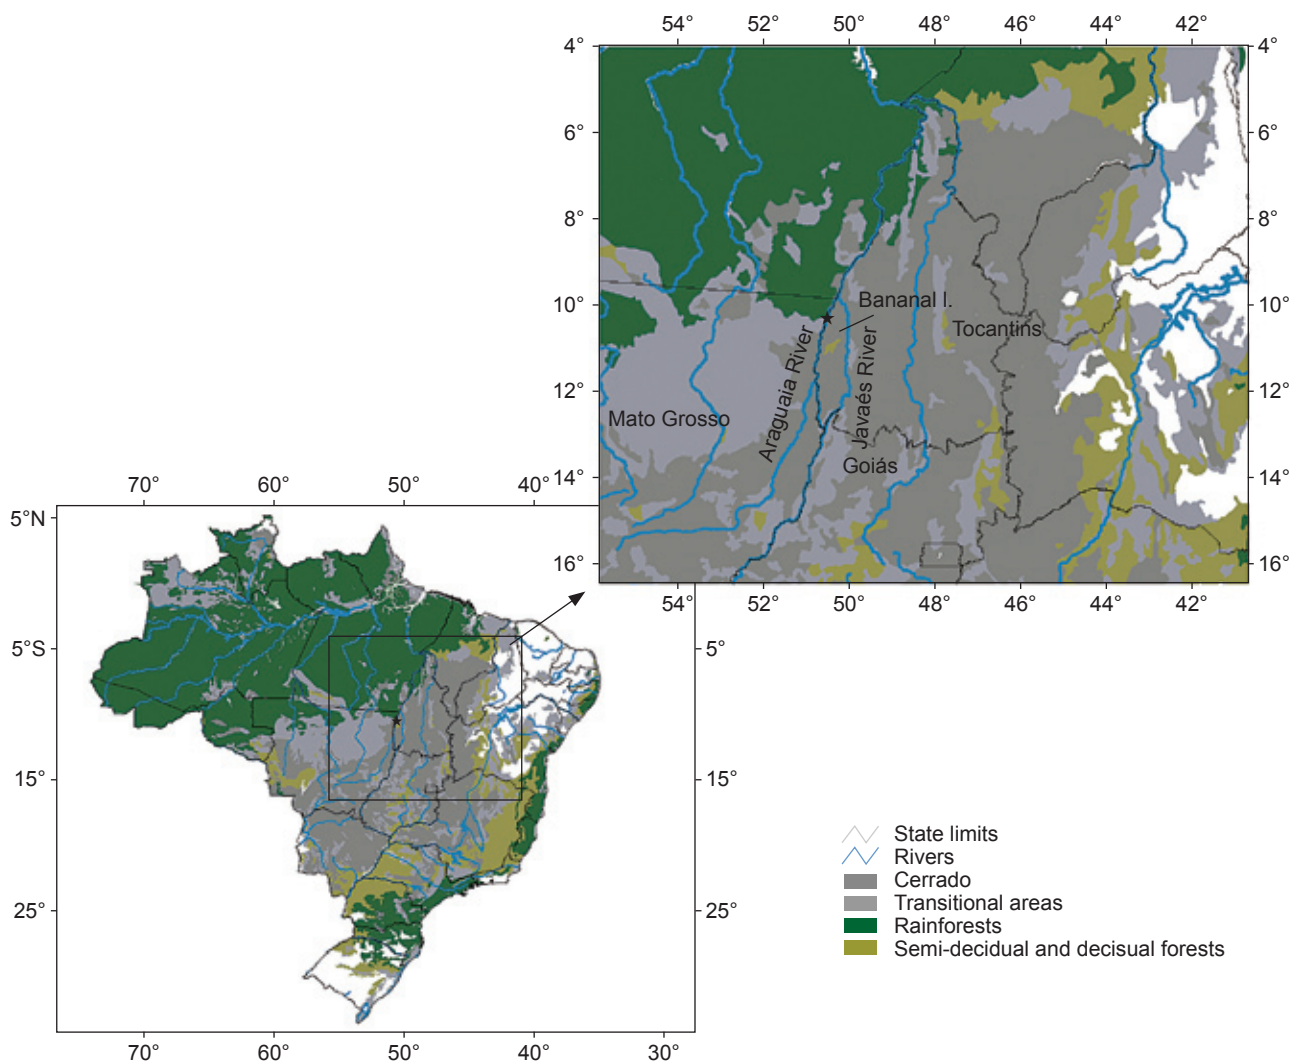 54° 52° 50° 48° 46° 44° 42°
4° 4°
6° 6°
8° 8°
10° 10°
12° 12°
14° 14°
16° 16°
54° 52° 50° 48° 46° 44° 42°
Bananal I.
Tocantins
Araguaia River
Javaés River
Mato Grosso
Goiás
70° 60° 50° 40°
5°N
5°S 5°
15° 15°
25° 25°
70° 60° 50° 40° 30°
State limits
Rivers
Cerrado
Transitional areas
Rainforests
Semi-decidual and decisual forests